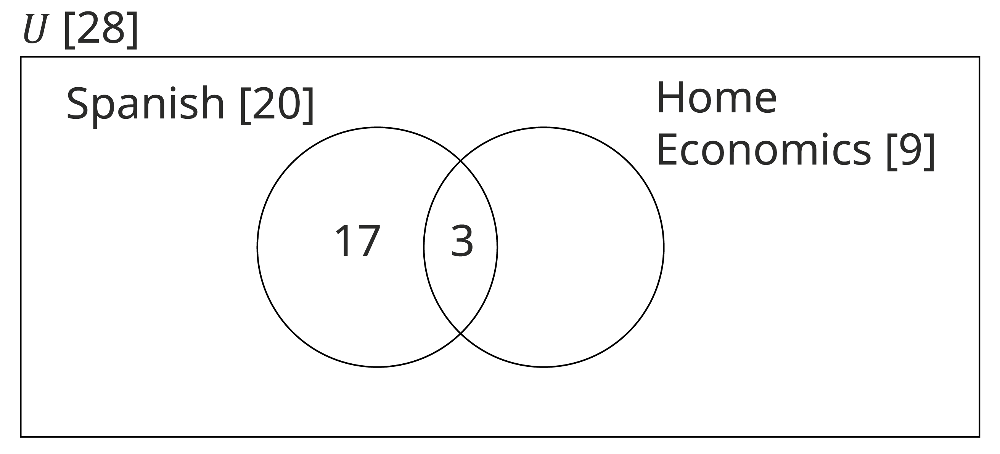 U [28]
Spanish [20]
Home
Economics [9]
17
3